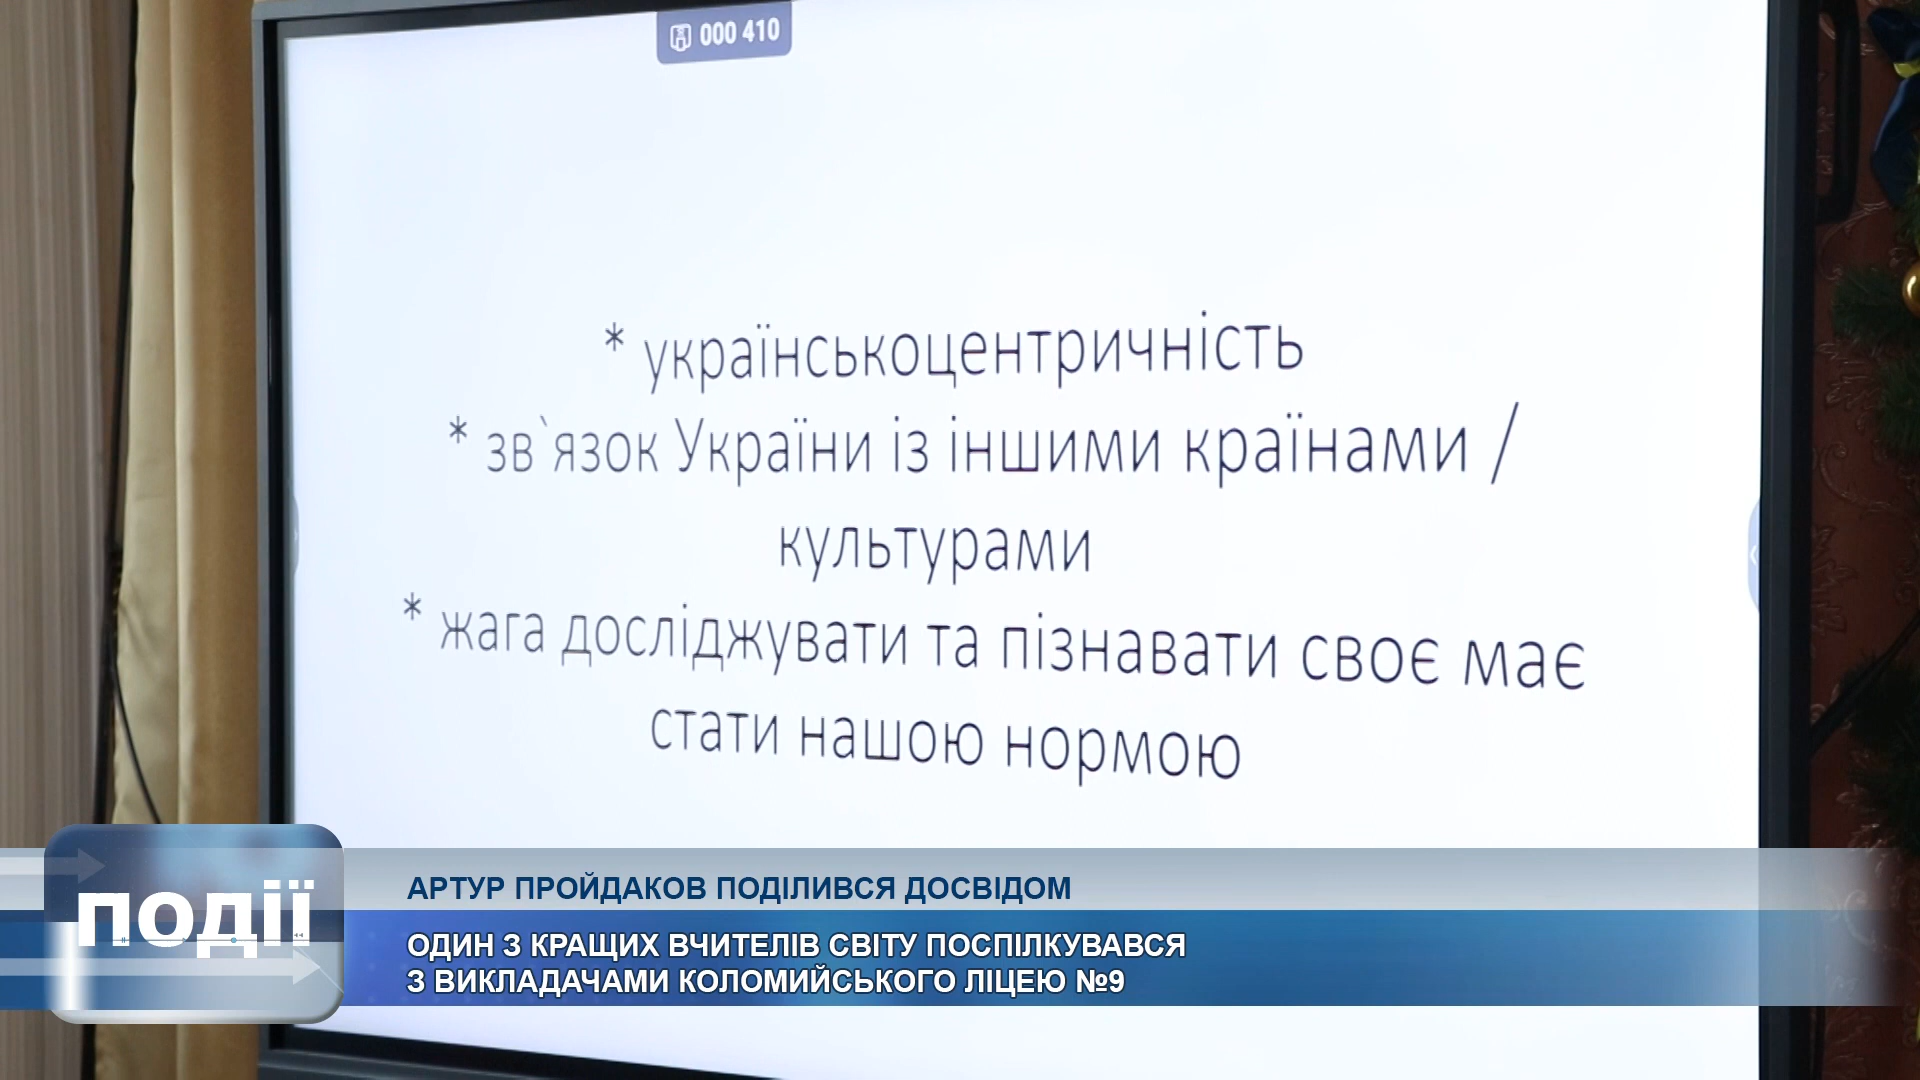 000 410
* українськоцентричність
* зв`язок України із іншими країнами /
культурами
* жага досліджувати та пізнавати своє має
стати нашою нормою
події
АРТУР ПРОЙДАКОВ ПОДІЛИВСЯ ДОСВІДОМ
ОДИН З КРАЩИХ ВЧИТЕЛІВ СВІТУ ПОСПІЛКУВАВСЯ
З ВИКЛАДАЧАМИ КОЛОМИЙСЬКОГО ЛІЦЕЮ №9